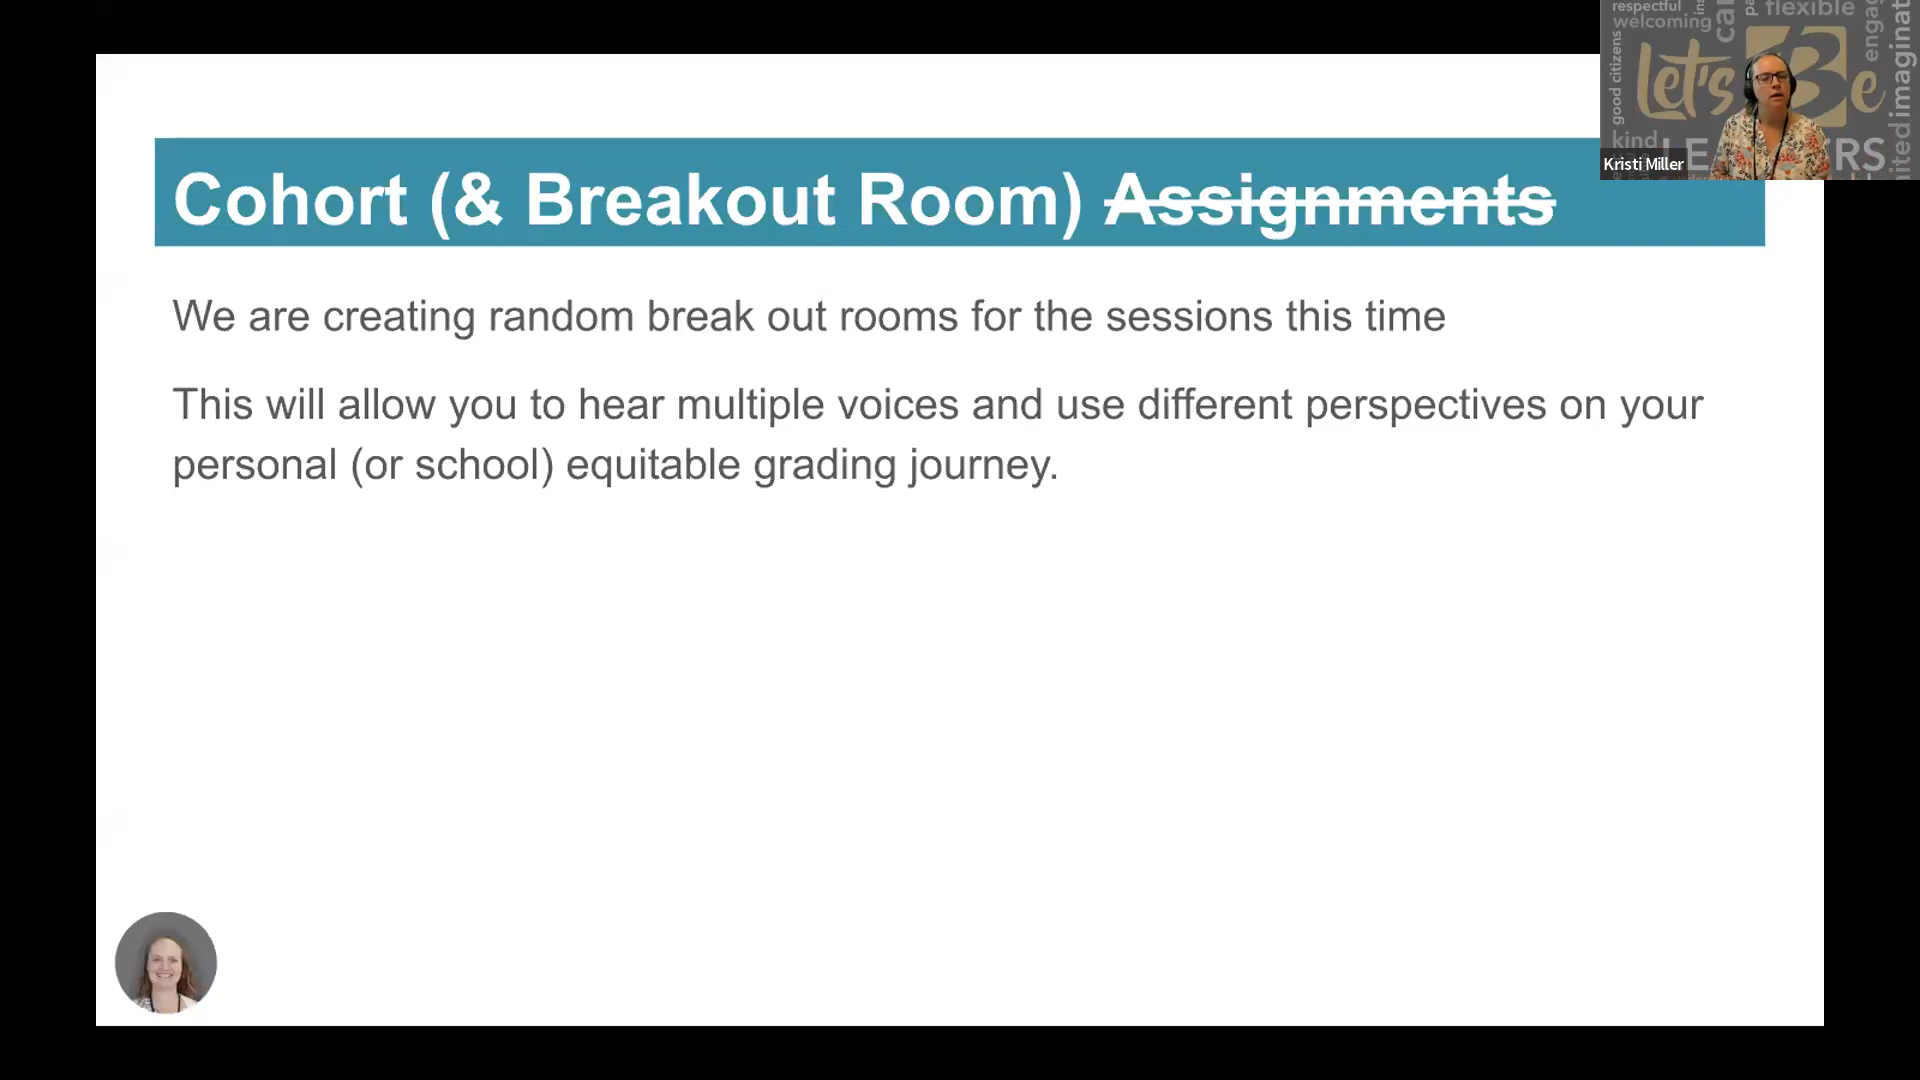 Cohort (& Breakout Room) Assignments
We are creating random break out rooms for the sessions this time
This will allow you to hear multiple voices and use different perspectives on your
personal (or school) equitable grading journey.
respectful
welcoming
flexible
good citizens
Let's Be
kind
Kristi Miller